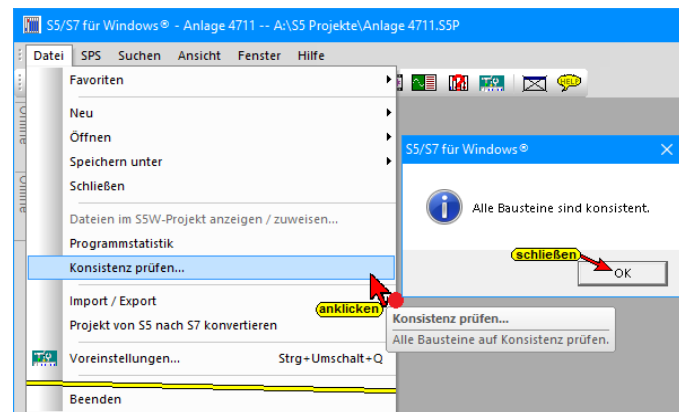 S5/S7 für Windows® - Anlage 4711 -- A:\S5 Projekte\Anlage 4711.S5P
Datei SPS Suchen Ansicht Fenster Hilfe
Favoriten
HELP
Neu
Öffnen
Speichern unter
Schließen
Dateien im S5W-Projekt anzeigen / zuweisen...
Programmstatistik
Konsistenz prüfen...
Import / Export
Projekt von S5 nach S7 konvertieren
Voreinstellungen... Strg+Umschalt+Q
Beenden
anklicken
Konsistenz prüfen...
Alle Bausteine auf Konsistenz prüfen.
S5/S7 für Windows®
Alle Bausteine sind konsistent.
schließen
OK